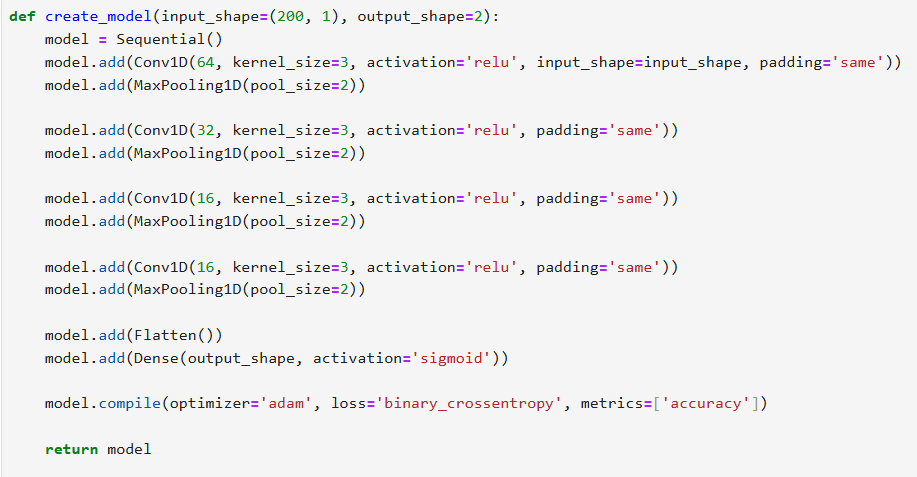 def create_model(input_shape=(200, 1), output_shape=2):
    model = Sequential()
    model.add(Conv1D(64, kernel_size=3, activation='relu', input_shape=input_shape, padding='same'))
    model.add(MaxPooling1D(pool_size=2))

    model.add(Conv1D(32, kernel_size=3, activation='relu', padding='same'))
    model.add(MaxPooling1D(pool_size=2))

    model.add(Conv1D(16, kernel_size=3, activation='relu', padding='same'))
    model.add(MaxPooling1D(pool_size=2))

    model.add(Conv1D(16, kernel_size=3, activation='relu', padding='same'))
    model.add(MaxPooling1D(pool_size=2))

    model.add(Flatten())
    model.add(Dense(output_shape, activation='sigmoid'))

    model.compile(optimizer='adam', loss='binary_crossentropy', metrics=['accuracy'])

    return model